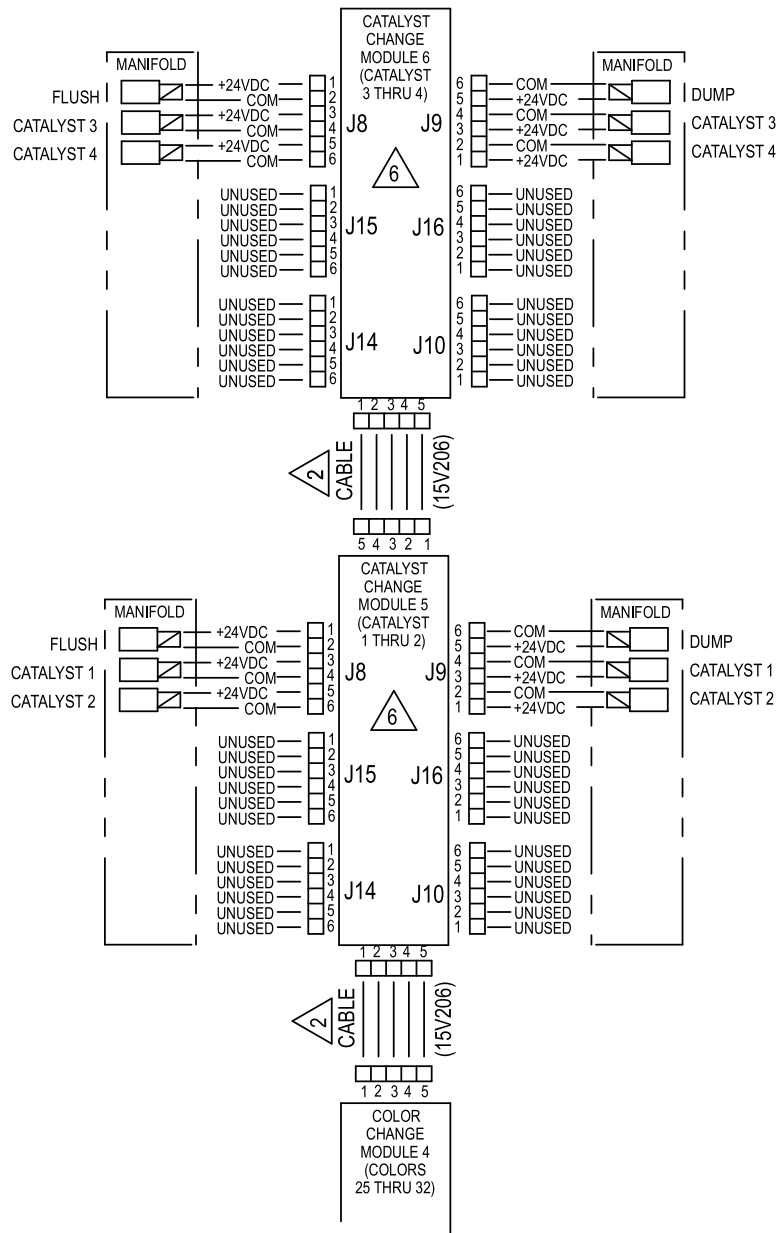 CATALYST
CHANGE
MODULE 6
(CATALYST
3 THRU 4)
MANIFOLD
MANIFOLD
FLUSH
+24VDC
1
COM
2
CATALYST 3
+24VDC
3
COM
4
CATALYST 4
+24VDC
5
COM
6
J8
J9
6
COM
DUMP
5
+24VDC
4
COM
CATALYST 3
3
+24VDC
2
COM
CATALYST 4
1
+24VDC
6
UNUSED 1
UNUSED 2
UNUSED 3
UNUSED 4
UNUSED 5
UNUSED 6
J15
J16
6 UNUSED
5 UNUSED
4 UNUSED
3 UNUSED
2 UNUSED
1 UNUSED
UNUSED 1
UNUSED 2
UNUSED 3
UNUSED 4
UNUSED 5
UNUSED 6
J14
J10
6 UNUSED
5 UNUSED
4 UNUSED
3 UNUSED
2 UNUSED
1 UNUSED
1 2 3 4 5
2
CABLE
(15V206)
5 4 3 2 1
CATALYST
CHANGE
MODULE 5
(CATALYST
1 THRU 2)
MANIFOLD
MANIFOLD
FLUSH
+24VDC
1
COM
2
CATALYST 1
+24VDC
3
COM
4
CATALYST 2
+24VDC
5
COM
6
J8
J9
6
COM
DUMP
5
+24VDC
4
COM
CATALYST 1
3
+24VDC
2
COM
CATALYST 2
1
+24VDC
6
UNUSED 1
UNUSED 2
UNUSED 3
UNUSED 4
UNUSED 5
UNUSED 6
J15
J16
6 UNUSED
5 UNUSED
4 UNUSED
3 UNUSED
2 UNUSED
1 UNUSED
UNUSED 1
UNUSED 2
UNUSED 3
UNUSED 4
UNUSED 5
UNUSED 6
J14
J10
6 UNUSED
5 UNUSED
4 UNUSED
3 UNUSED
2 UNUSED
1 UNUSED
1 2 3 4 5
2
CABLE
(15V206)
1 2 3 4 5
COLOR
CHANGE
MODULE 4
(COLORS
25 THRU 32)